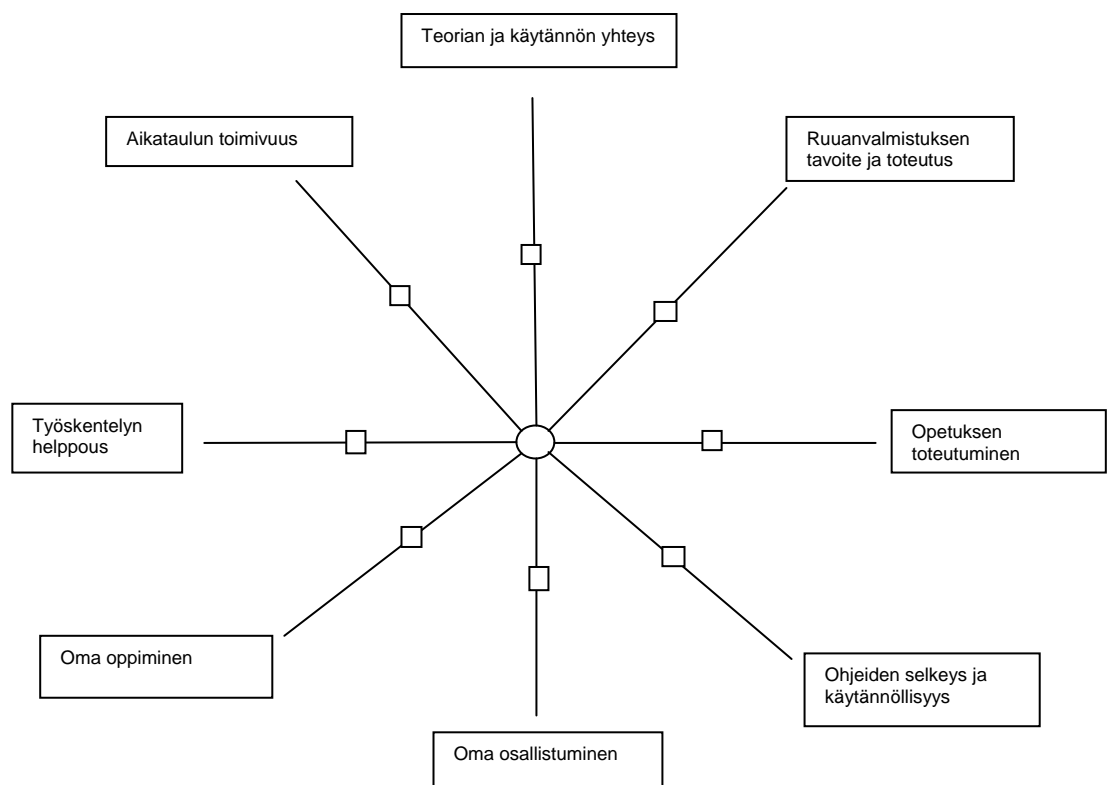 Teorian ja käytännön yhteys
Aikataulun toimivuus
Ruuanvalmistuksen
tavoite ja toteutus
Työskentelyn
helppous
Opetuksen
toteutuminen
Oma oppiminen
Ohjeiden selkeys ja
käytännöllisyys
Oma osallistuminen